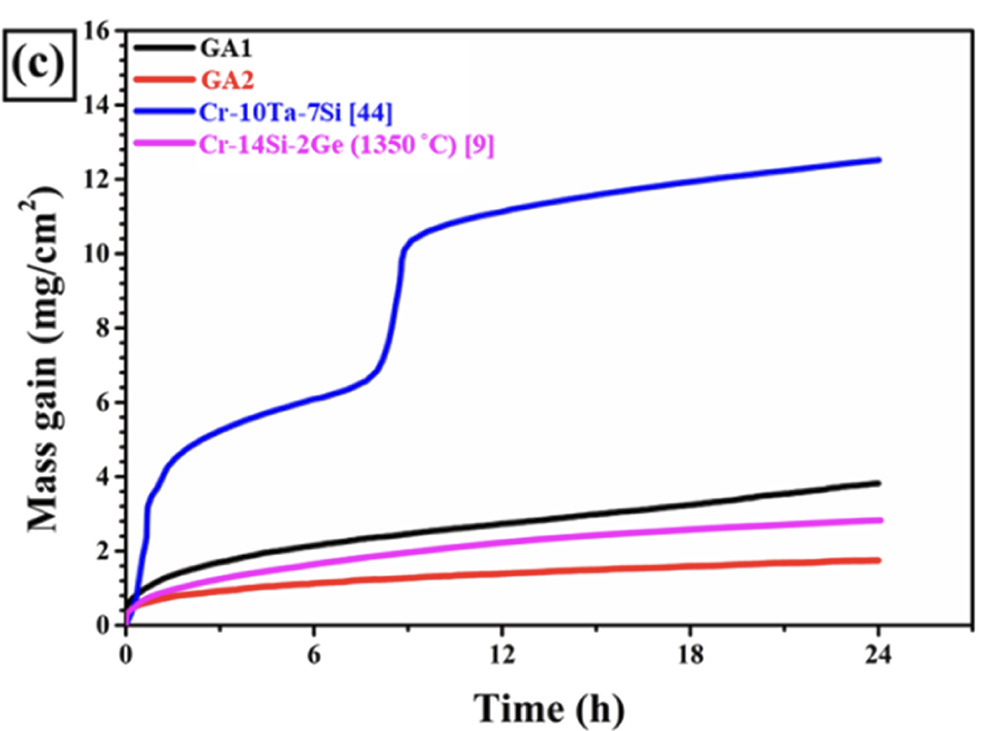 (c)
GA1
GA2
Cr-10Ta-7Si [44]
Cr-14Si-2Ge (1350 °C) [9]
Mass gain (mg/cm²)
16
14
12
10
8
6
4
2
0
0 6 12 18 24
Time (h)